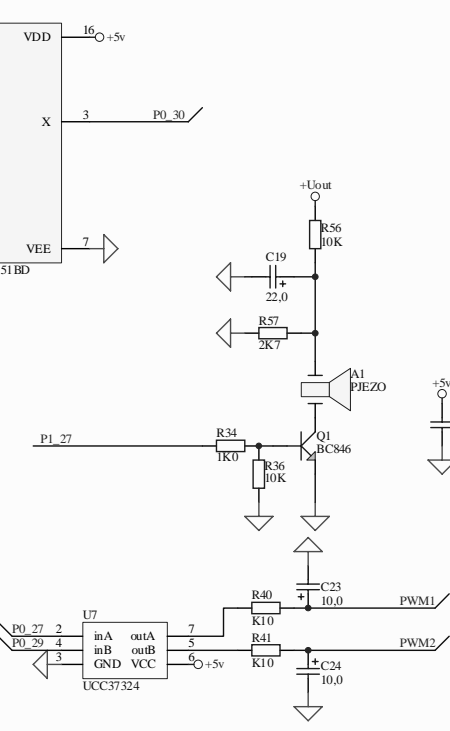 VDD 16 +5v
X 3 P0_30
+Uout
R56
10K
VEE 7
C19
+
22,0
51BD
R57
2K7
A1
PJEZO
+5v
P1_27
R34
1K0
Q1
BC846
R36
10K
C23
+ 10,0
R40
K10
PWM1
U7
P0_27 2 inA outA 7
P0_29 4 inB outB 5
3 GND VCC 6 +5v
UCC37324
R41
K10
PWM2
+ C24
10,0